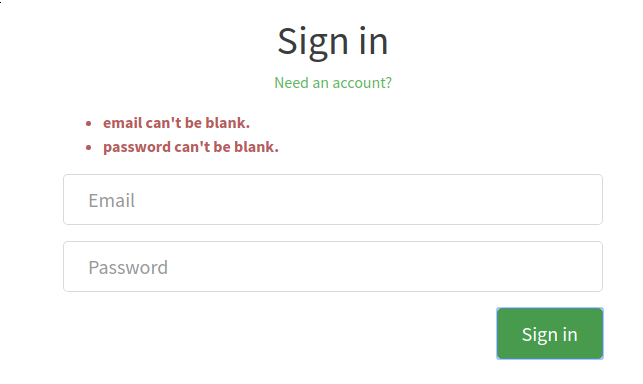 Sign in
Need an account?
email can't be blank.
password can't be blank.
Email
Password
Sign in